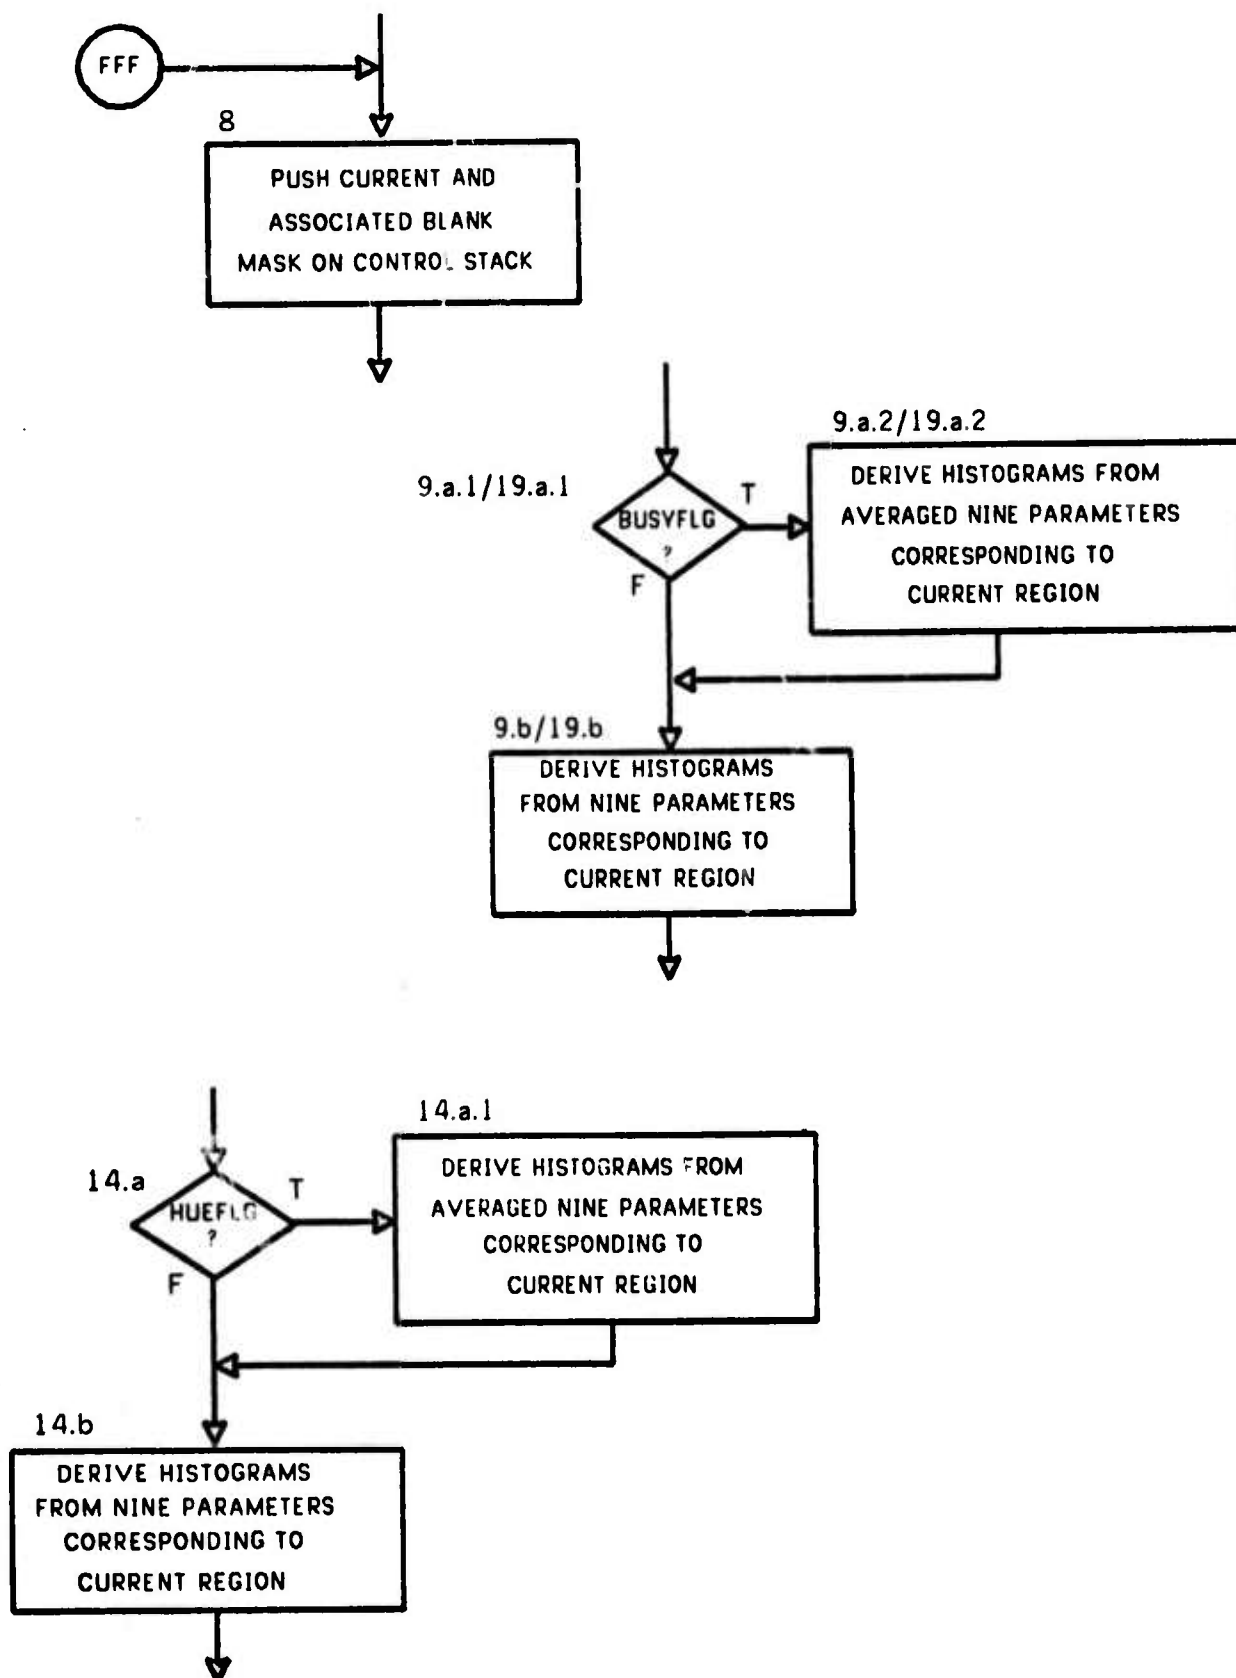 FFF
8
PUSH CURRENT AND
ASSOCIATED BLANK
MASK ON CONTROL STACK
9.a.1/19.a.1
BUSYFLG
?
T
F
9.a.2/19.a.2
DERIVE HISTOGRAMS FROM
AVERAGED NINE PARAMETERS
CORRESPONDING TO
CURRENT REGION
9.b/19.b
DERIVE HISTOGRAMS
FROM NINE PARAMETERS
CORRESPONDING TO
CURRENT REGION
14.a
HUEFLG
?
T
F
14.a.1
DERIVE HISTOGRAMS FROM
AVERAGED NINE PARAMETERS
CORRESPONDING TO
CURRENT REGION
14.b
DERIVE HISTOGRAMS
FROM NINE PARAMETERS
CORRESPONDING TO
CURRENT REGION